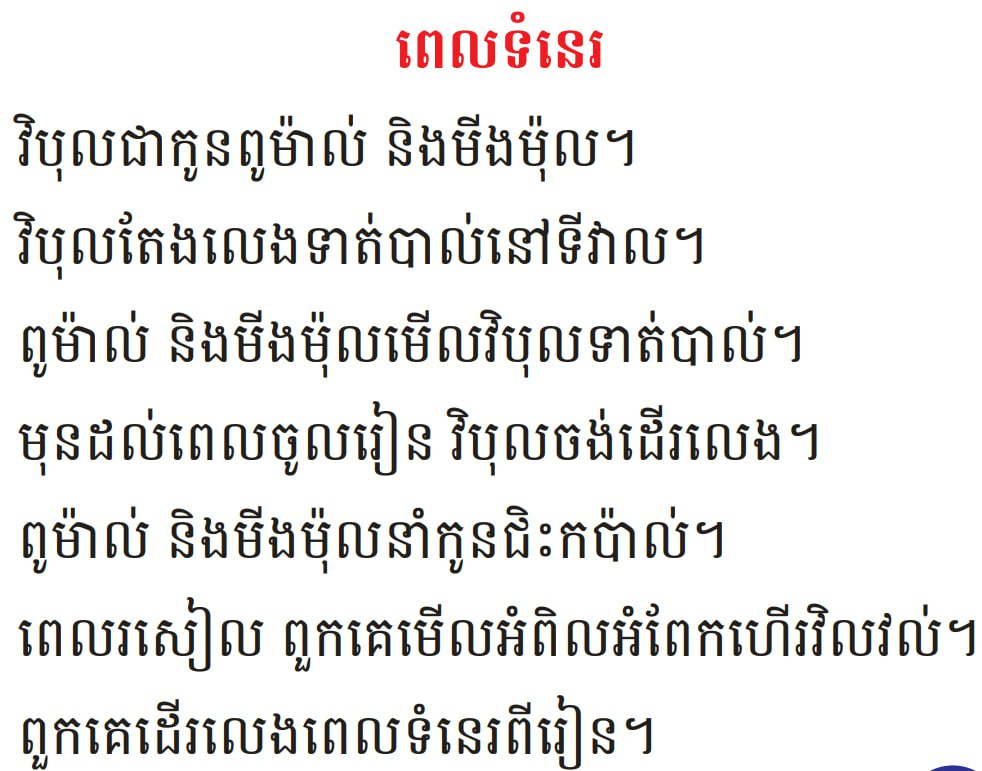 ពេលទំនេរ
វិបុលជាកូនពូម៉ាល់ និងមីងម៉ុល។
វិបុលតែងលេងទាត់បាល់នៅទីវាល។
ពូម៉ាល់ និងមីងម៉ុលមើលវិបុលទាត់បាល់។
មុនដល់ពេលចូលរៀន វិបុលចង់ដើរលេង។
ពូម៉ាល់ និងមីងម៉ុលនាំកូនជិះកប៉ាល់។
ពេលរសៀល ពួកគេមើលអំពិលអំពែកហើរវិលវល់។
ពួកគេដើរលេងពេលទំនេរពីរៀន។